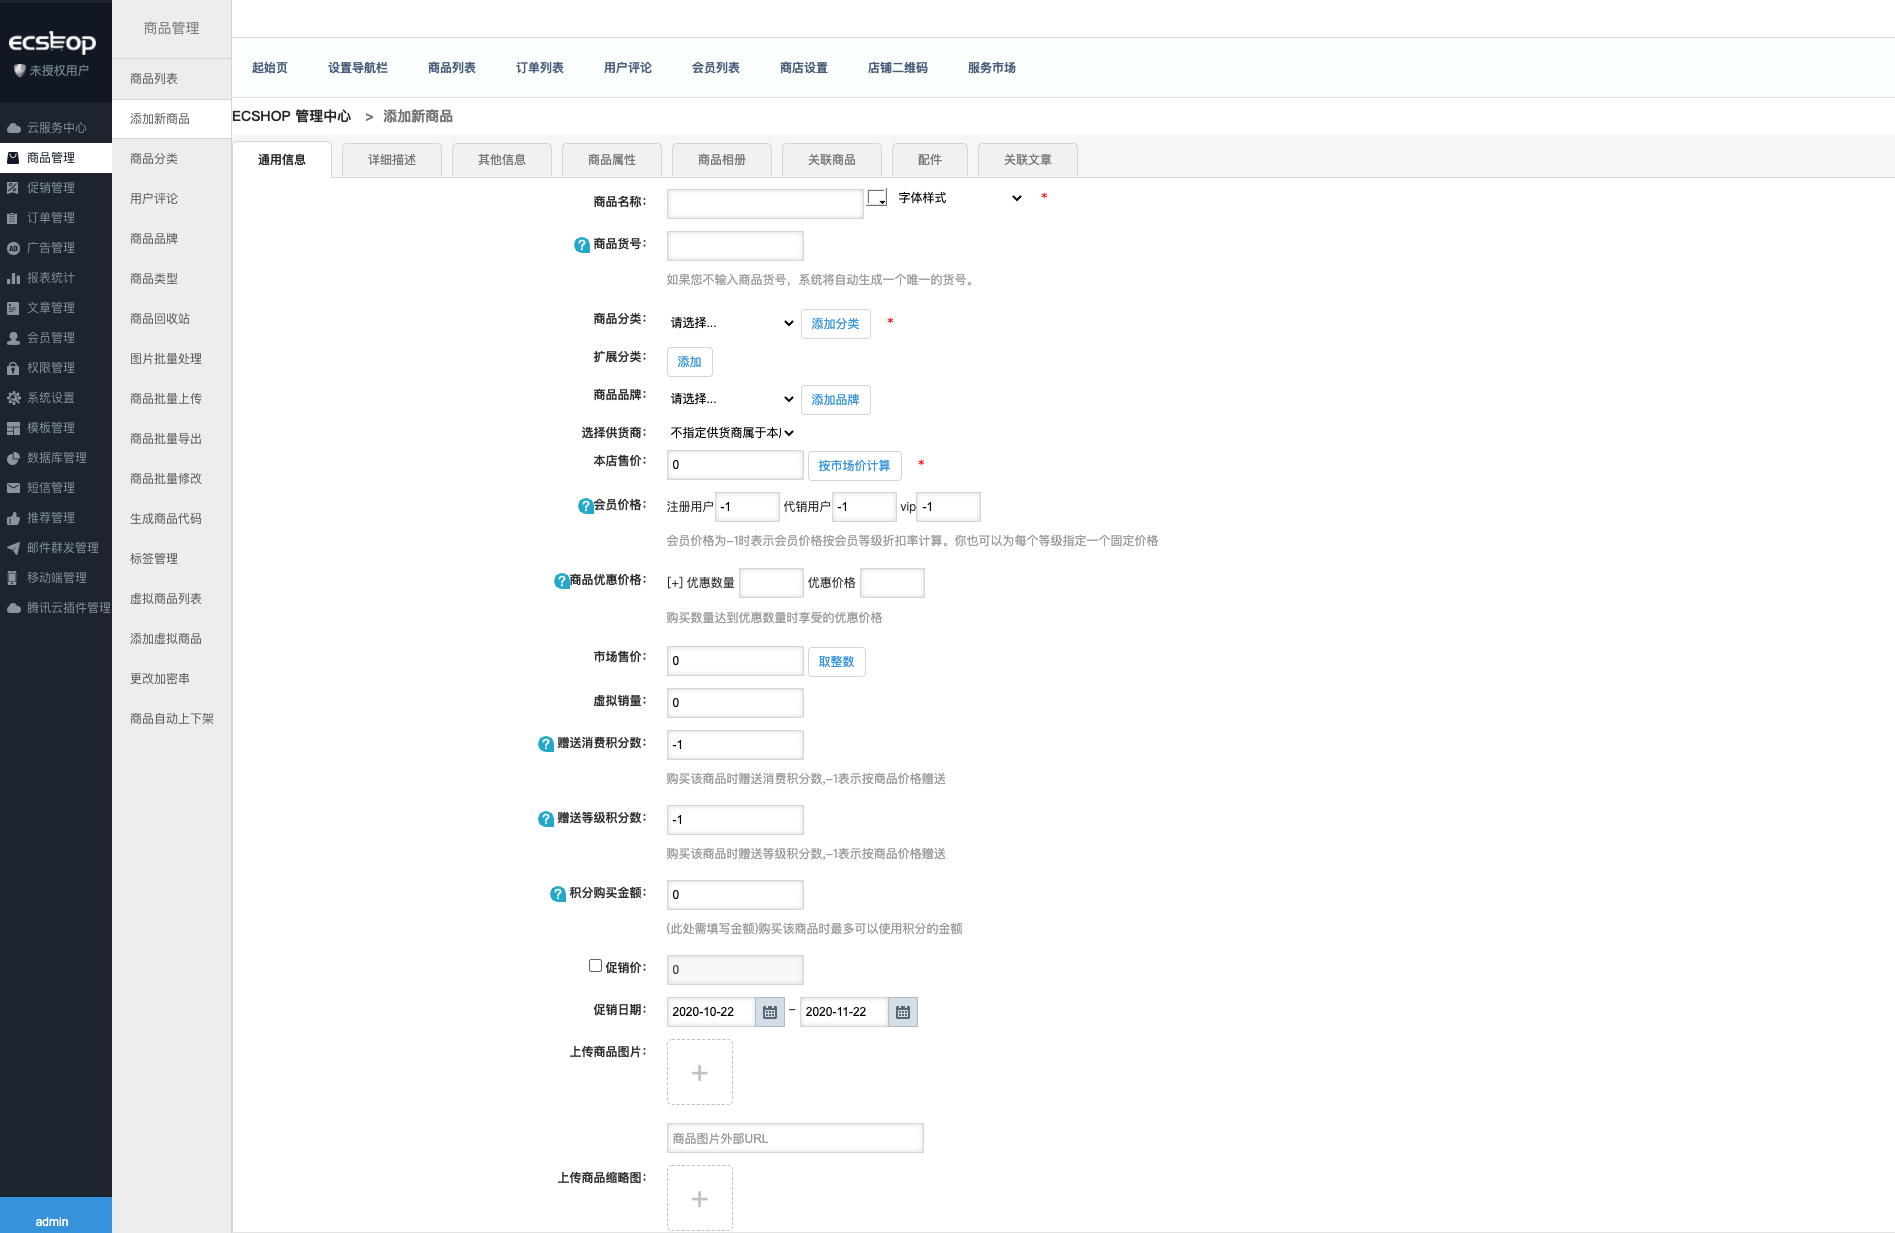 ecshop
未授权用户
云服务中心
商品管理
促销管理
订单管理
广告管理
报表统计
文章管理
会员管理
权限管理
系统设置
模板管理
数据库管理
短信管理
推荐管理
邮件群发管理
移动端管理
腾讯云插件管理
admin
商品管理
商品列表
添加新商品
商品分类
用户评论
商品品牌
商品类型
商品回收站
图片批量处理
商品批量上传
商品批量导出
商品批量修改
生成商品代码
标签管理
虚拟商品列表
添加虚拟商品
更改加密串
商品自动上下架
起始页 设置导航栏 商品列表 订单列表 用户评论 会员列表 商店设置 店铺二维码 服务市场
ECSHOP 管理中心 > 添加新商品
通用信息 详细描述 其他信息 商品属性 商品相册 关联商品 配件 关联文章
商品名称： 字体样式 *
商品货号：
如果您不输入商品货号，系统将自动生成一个唯一的货号。
商品分类： 请选择... 添加分类 *
扩展分类： 添加
商品品牌： 请选择... 添加品牌
选择供货商： 不指定供货商属于本
本店售价： 0 按市场价计算 *
会员价格： 注册用户 -1 代销用户 -1 vip -1
会员价格为-1时表示会员价格按会员等级折扣率计算。你也可以为每个等级指定一个固定价格
商品优惠价格： [+] 优惠数量 优惠价格
购买数量达到优惠数量时享受的优惠价格
市场售价： 0 取整数
虚拟销量： 0
赠送消费积分数： -1
购买该商品时赠送消费积分数,-1表示按商品价格赠送
赠送等级积分数： -1
购买该商品时赠送等级积分数,-1表示按商品价格赠送
积分购买金额： 0
(此处需填写金额)购买该商品时最多可以使用积分的金额
促销价： 0
促销日期： 2020-10-22 - 2020-11-22
上传商品图片：
商品图片外部URL
上传商品缩略图：